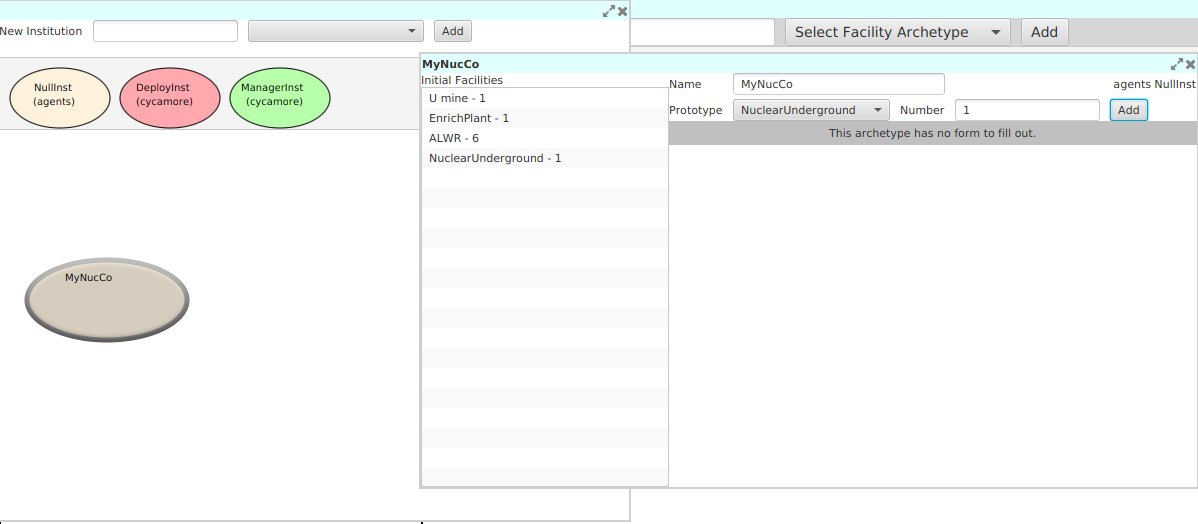 New Institution
Add
Select Facility Archetype
Add
NullInst
(agents)
DeployInst
(cycamore)
ManagerInst
(cycamore)
MyNucCo
MyNucCo
Initial Facilities
U mine - 1
EnrichPlant - 1
ALWR - 6
NuclearUnderground - 1
Name
MyNucCo
agents NullInst
Prototype
NuclearUnderground
Number
1
Add
This archetype has no form to fill out.